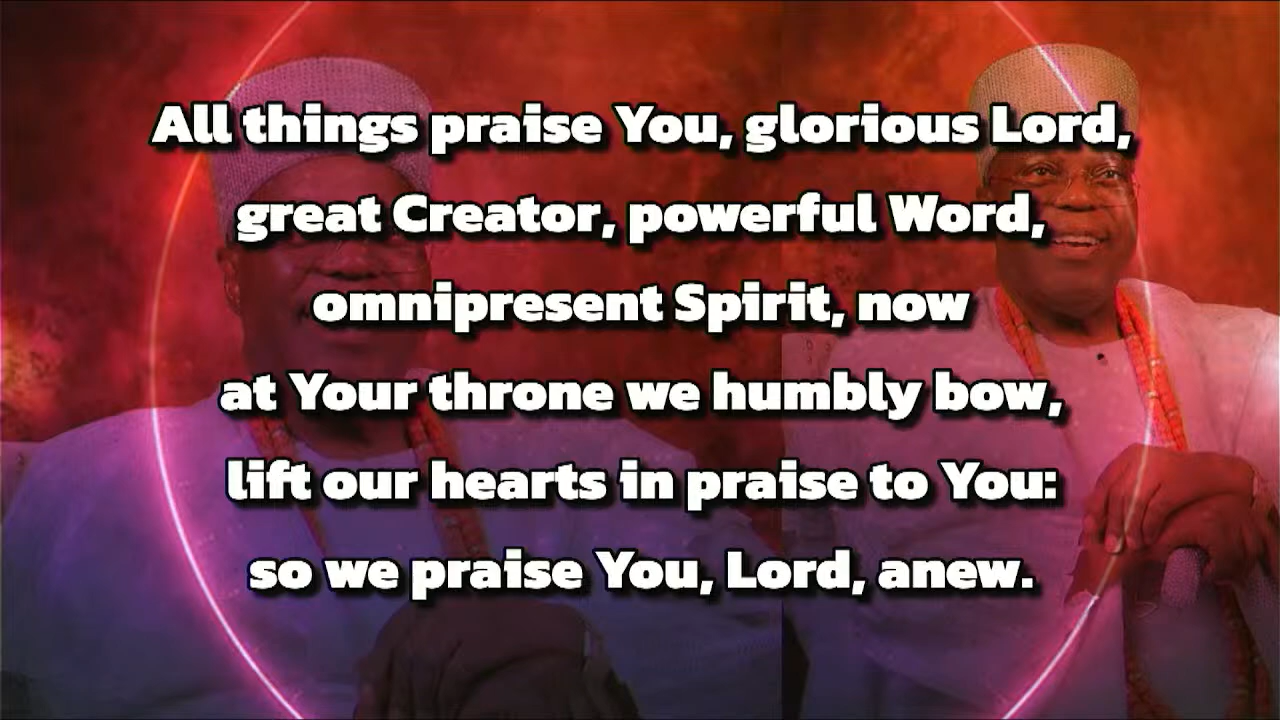 All things praise You, glorious Lord,
great Creator, powerful Word,
omnipresent Spirit, now
at Your throne we humbly bow,
lift our hearts in praise to You:
so we praise You, Lord, anew.